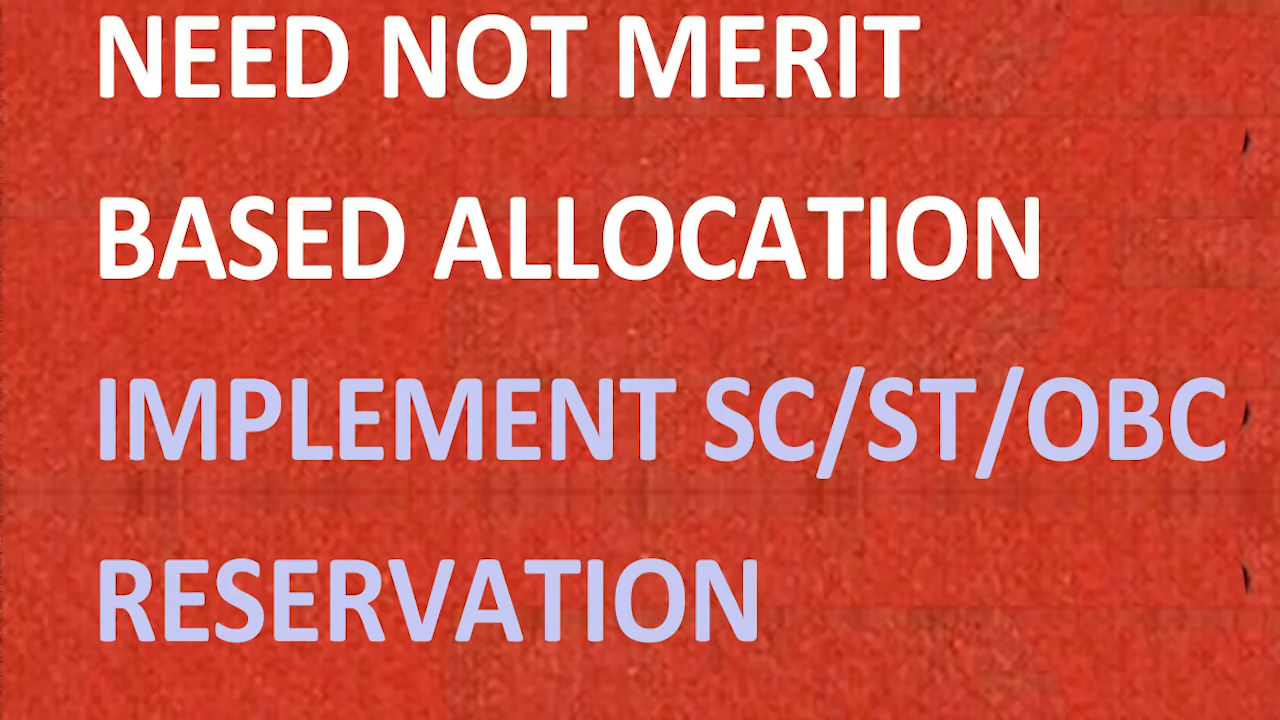 NEED NOT MERIT
BASED ALLOCATION
IMPLEMENT SC/ST/OBC
RESERVATION